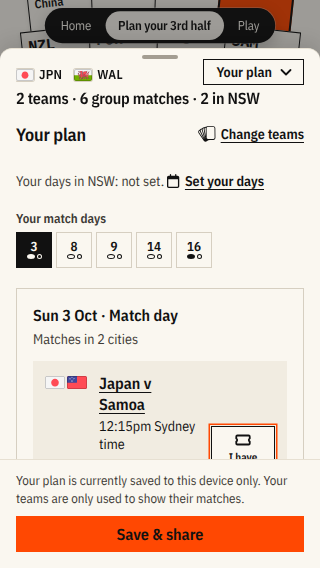 China
Home
Plan your 3rd half
Play
NZL
JPN
WAL
Your plan
2 teams · 6 group matches · 2 in NSW
Your plan
Change teams
Your days in NSW: not set.
Set your days
Your match days
3
8
9
14
16
Sun 3 Oct · Match day
Matches in 2 cities
Japan v
Samoa
12:15pm Sydney
time
I have
Your plan is currently saved to this device only. Your
teams are only used to show their matches.
Save & share